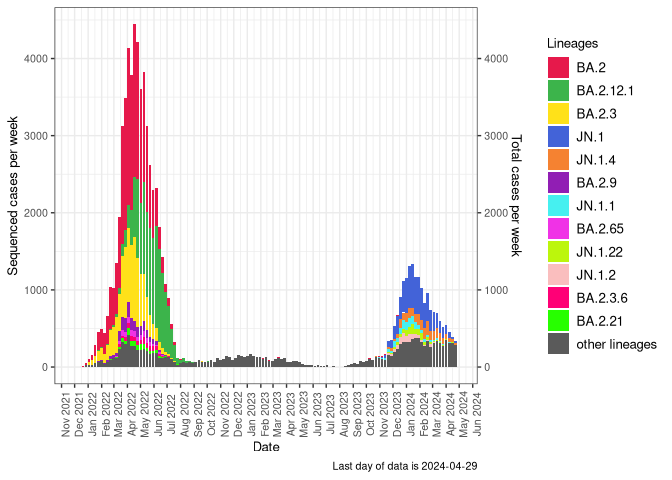 Sequenced cases per week
4000
3000
2000
1000
0
4000
3000
2000
1000
0
Total cases per week
Nov 2021
Dec 2021
Jan 2022
Feb 2022
Mar 2022
Apr 2022
May 2022
Jun 2022
Jul 2022
Aug 2022
Sep 2022
Oct 2022
Nov 2022
Dec 2022
Jan 2023
Feb 2023
Mar 2023
Apr 2023
May 2023
Jun 2023
Jul 2023
Aug 2023
Sep 2023
Oct 2023
Nov 2023
Dec 2023
Jan 2024
Feb 2024
Mar 2024
Apr 2024
May 2024
Jun 2024
Date
Last day of data is 2024-04-29
Lineages
BA.2
BA.2.12.1
BA.2.3
JN.1
JN.1.4
BA.2.9
JN.1.1
BA.2.65
JN.1.22
JN.1.2
BA.2.3.6
BA.2.21
other lineages